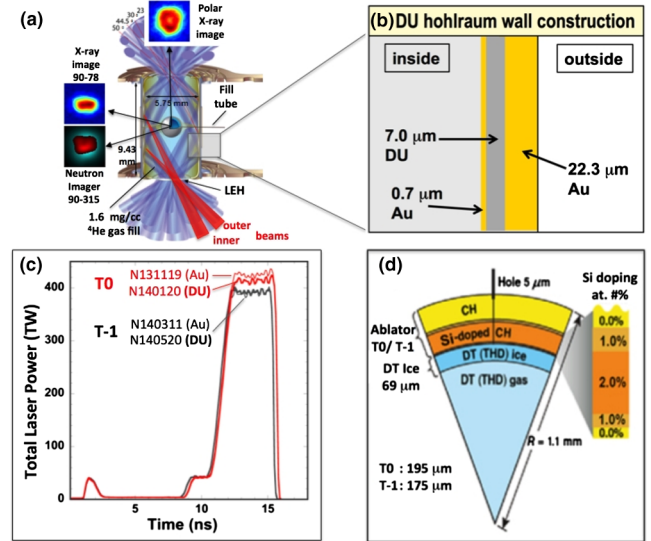 (a)
Polar
X-ray
image
X-ray
image
90-78
Fill
tube
5.75 mm
9.43
mm
Neutron
Imager
90-315
LEH
1.6 mg/cc
⁴He gas fill
outer
inner
beams
(b)
DU hohlraum wall construction
inside
outside
7.0 μm
DU
0.7 μm
Au
22.3 μm
Au
(c)
Total Laser Power (TW)
400
300
200
100
0
5
10
15
Time (ns)
T0
N131119 (Au)
N140120 (DU)
T-1
N140311 (Au)
N140520 (DU)
(d)
Hole 5 μm
Si doping
at. #%
CH
Si-doped CH
DT (THD) ice
DT (THD) gas
Ablator
T0/ T-1
DT Ice
69 μm
0.0%
1.0%
2.0%
1.0%
0.0%
R = 1.1 mm
T0 : 195 μm
T-1 : 175 μm